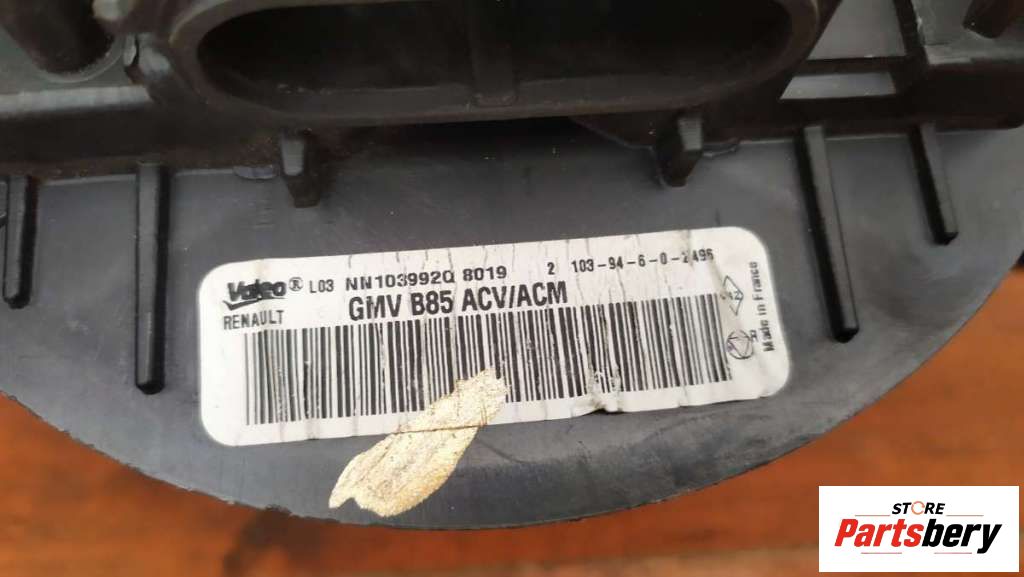 Valeo® L03 NN103992Q 8019 2 103-94-6-0-2496
RENAULT GMV B85 ACV/ACM
Made in France
STORE
Partsbery